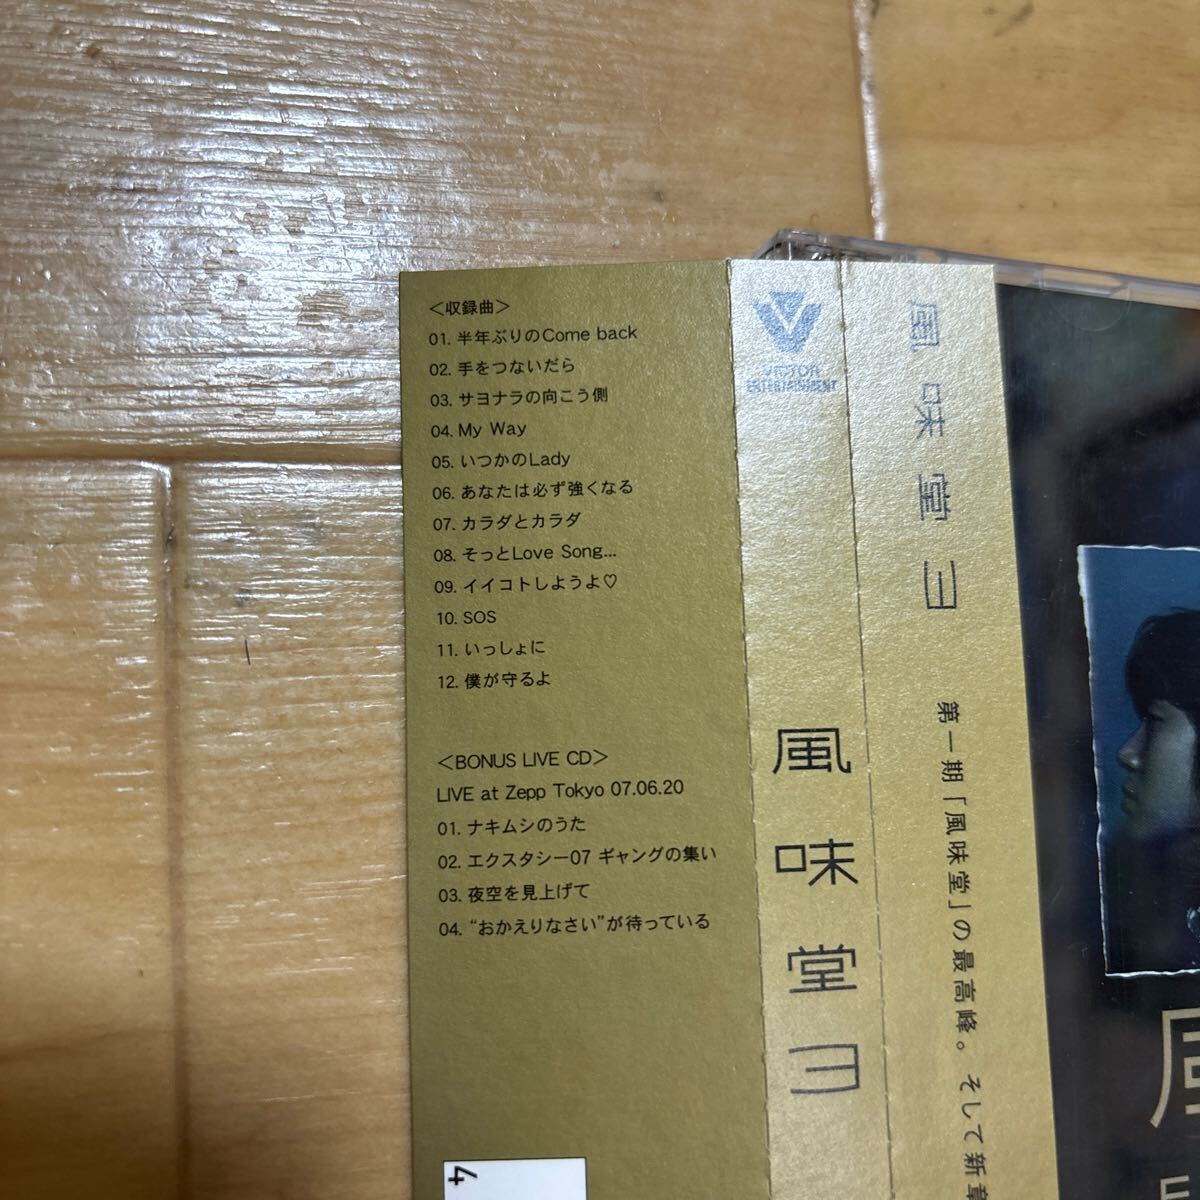 ＜収録曲＞
01. 半年ぶりのCome back
02. 手をつないだら
03. サヨナラの向こう側
04. My Way
05. いつかのLady
06. あなたは必ず強くなる
07. カラダとカラダ
08. そっとLove Song...
09. イイコトしようよ♡
10. SOS
11. いっしょに
12. 僕が守るよ
＜BONUS LIVE CD＞
LIVE at Zepp Tokyo 07.06.20
01. ナキムシのうた
02. エクスタシー07 ギャングの集い
03. 夜空を見上げて
04. “おかえりなさい”が待っている
4
VICTOR
ENTERTAINMENT
風味堂ヨ
風味堂ヨ
第一期「風味堂」の最高峰。そして新章
風